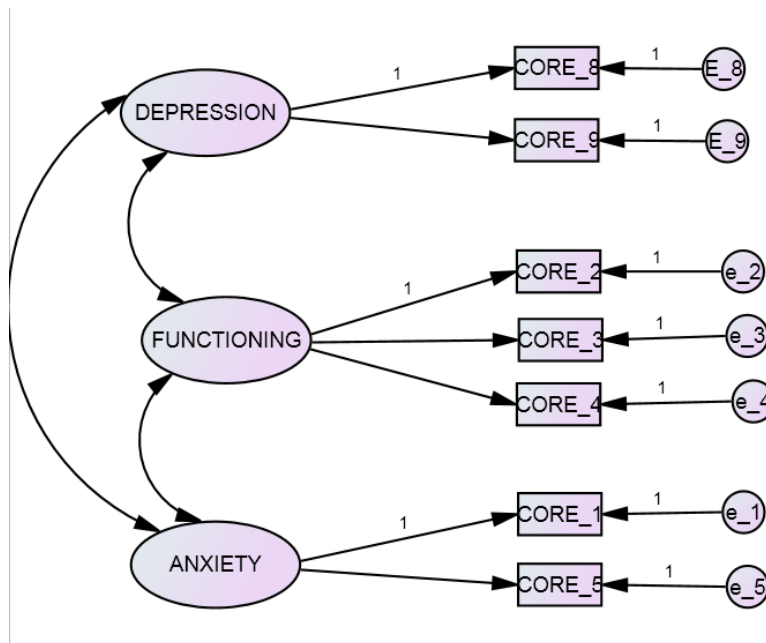 1
CORE_8
1
E_8
DEPRESSION
CORE_9
1
E_9
1
CORE_2
1
e_2
FUNCTIONING
CORE_3
1
e_3
CORE_4
1
e_4
1
CORE_1
1
e_1
ANXIETY
CORE_5
1
e_5